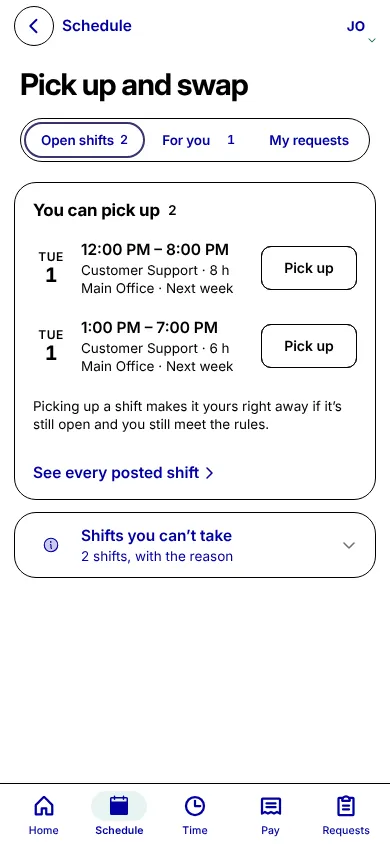 Schedule
JO
Pick up and swap
Open shifts 2
For you 1
My requests
You can pick up 2
TUE
1
12:00 PM – 8:00 PM
Customer Support · 8 h
Main Office · Next week
Pick up
TUE
1
1:00 PM – 7:00 PM
Customer Support · 6 h
Main Office · Next week
Pick up
Picking up a shift makes it yours right away if it’s
still open and you still meet the rules.
See every posted shift
Shifts you can’t take
2 shifts, with the reason
Home
Schedule
Time
Pay
Requests